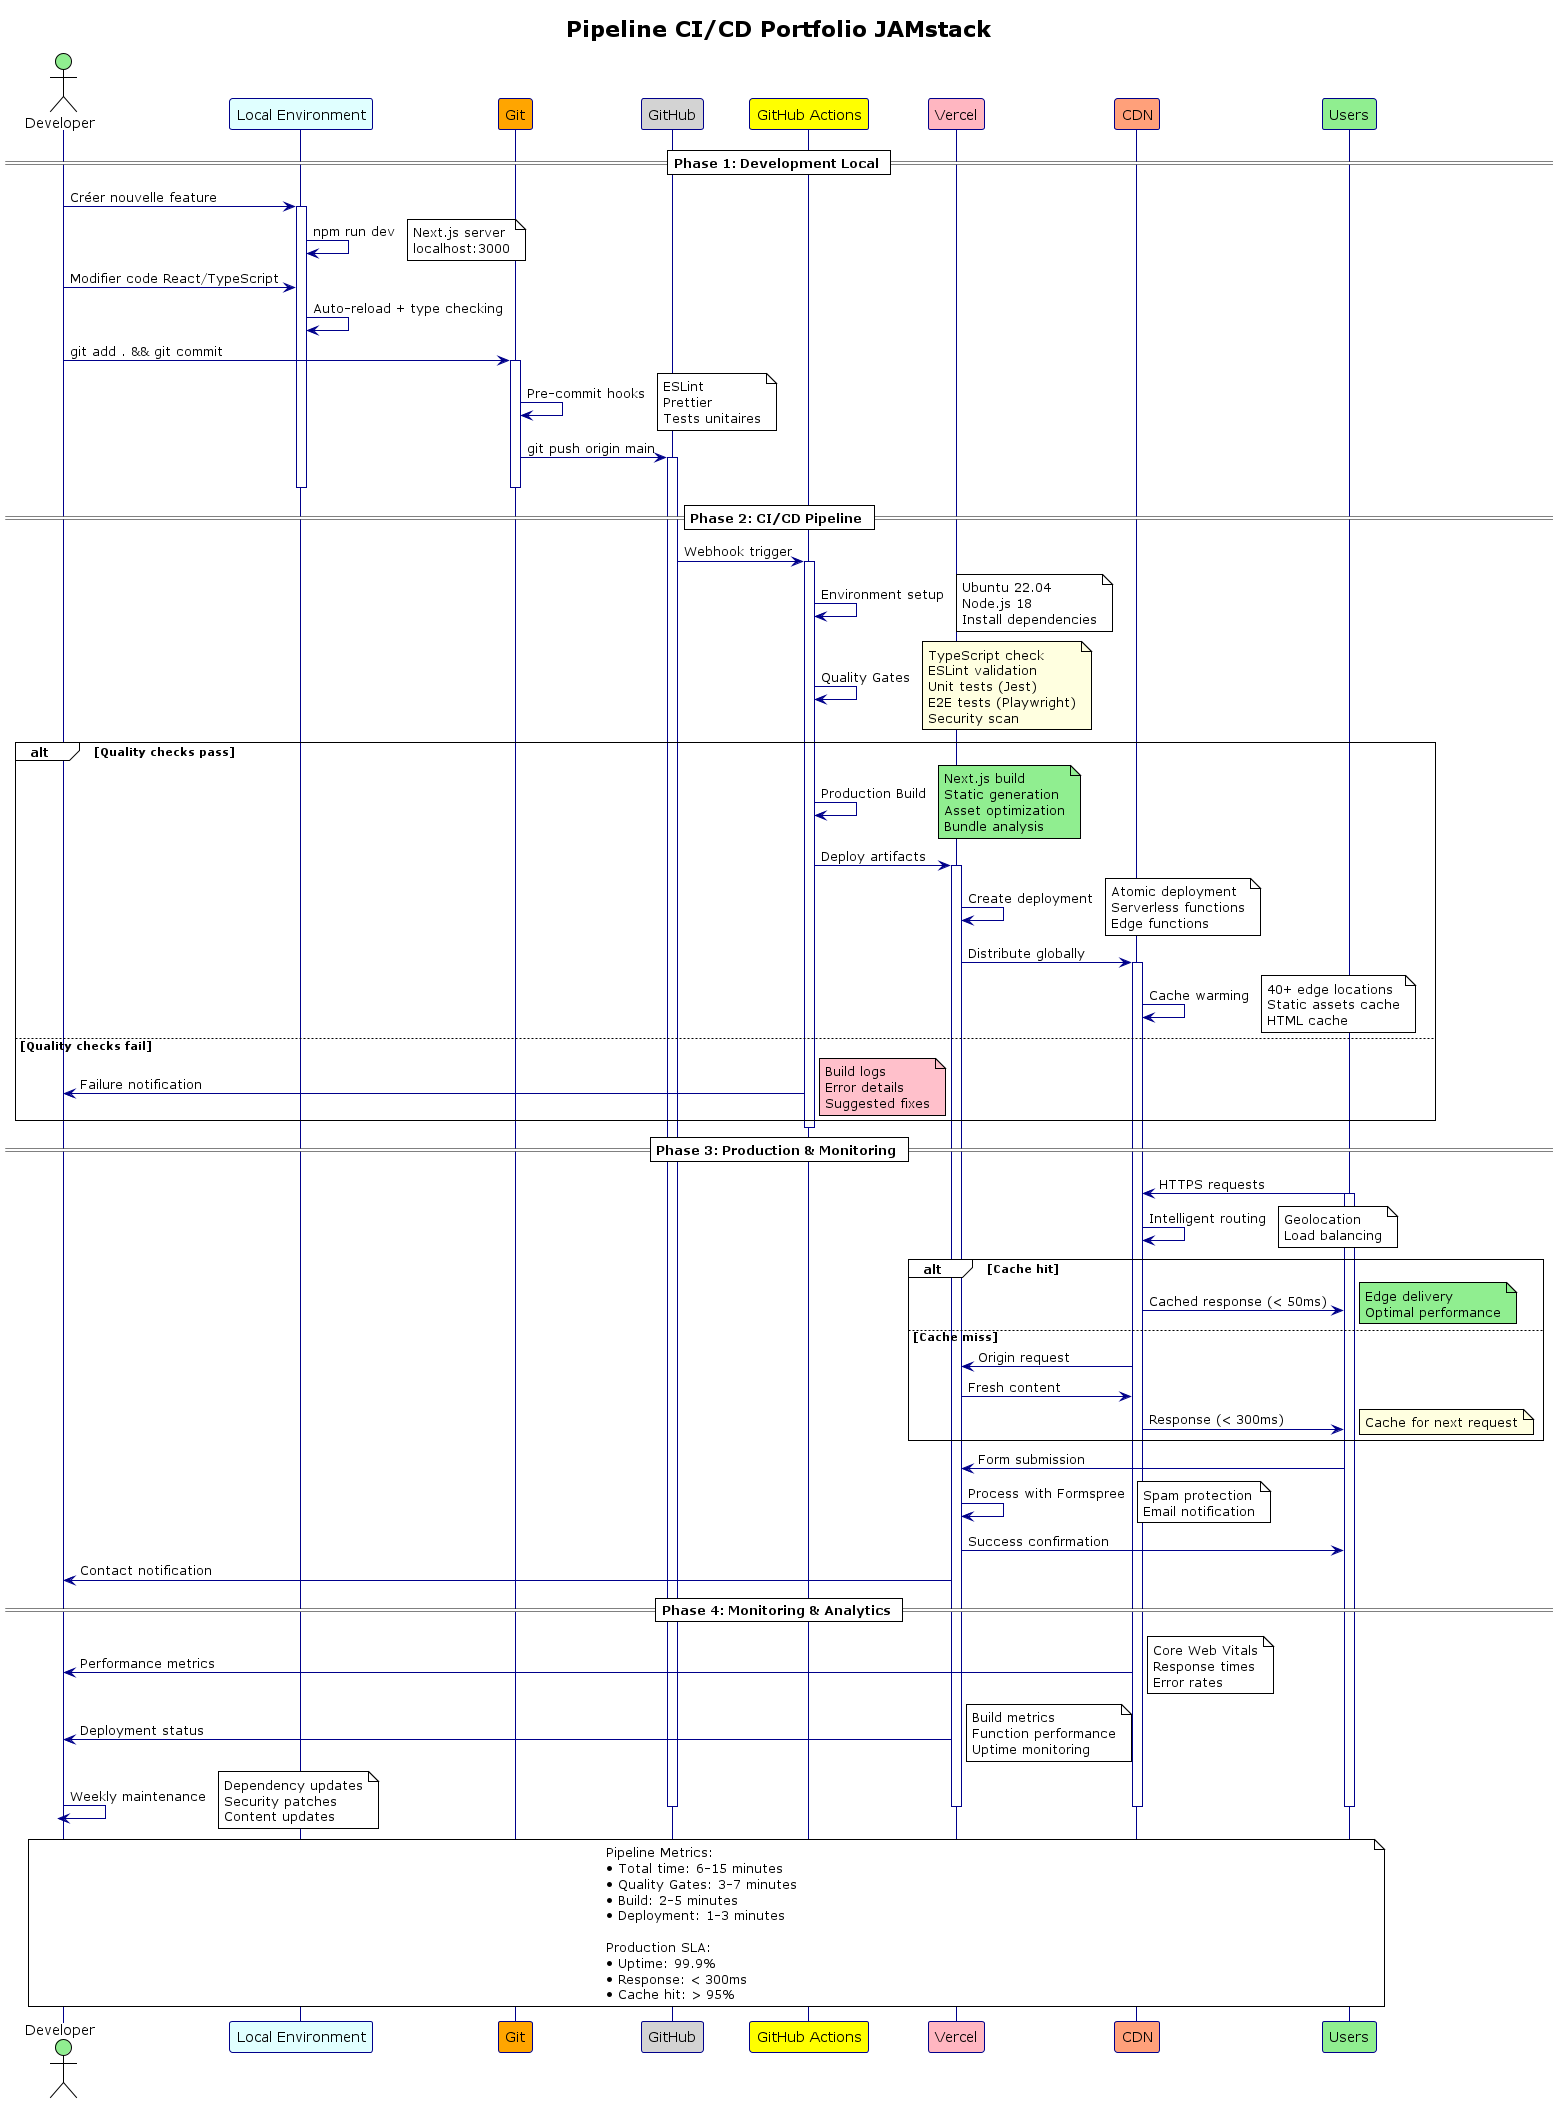 Pipeline CI/CD Portfolio JAMstack
Developer
Local Environment
Git
GitHub
GitHub Actions
Vercel
CDN
Users
Phase 1: Development Local
Créer nouvelle feature
npm run dev
Next.js server
localhost:3000
Modifier code React/TypeScript
Auto-reload + type checking
git add . && git commit
Pre-commit hooks
ESLint
Prettier
Tests unitaires
git push origin main
Phase 2: CI/CD Pipeline
Webhook trigger
Environment setup
Ubuntu 22.04
Node.js 18
Install dependencies
Quality Gates
TypeScript check
ESLint validation
Unit tests (Jest)
E2E tests (Playwright)
Security scan
alt
[Quality checks pass]
Production Build
Next.js build
Static generation
Asset optimization
Bundle analysis
Deploy artifacts
Create deployment
Atomic deployment
Serverless functions
Edge functions
Distribute globally
Cache warming
40+ edge locations
Static assets cache
HTML cache
[Quality checks fail]
Failure notification
Build logs
Error details
Suggested fixes
Phase 3: Production & Monitoring
HTTPS requests
Intelligent routing
Geolocation
Load balancing
alt
[Cache hit]
Cached response (< 50ms)
Edge delivery
Optimal performance
[Cache miss]
Origin request
Fresh content
Response (< 300ms)
Cache for next request
Form submission
Process with Formspree
Spam protection
Email notification
Success confirmation
Contact notification
Phase 4: Monitoring & Analytics
Performance metrics
Core Web Vitals
Response times
Error rates
Deployment status
Build metrics
Function performance
Uptime monitoring
Weekly maintenance
Dependency updates
Security patches
Content updates
Pipeline Metrics:
• Total time: 6-15 minutes
• Quality Gates: 3-7 minutes
• Build: 2-5 minutes
• Deployment: 1-3 minutes
Production SLA:
• Uptime: 99.9%
• Response: < 300ms
• Cache hit: > 95%
Developer
Local Environment
Git
GitHub
GitHub Actions
Vercel
CDN
Users